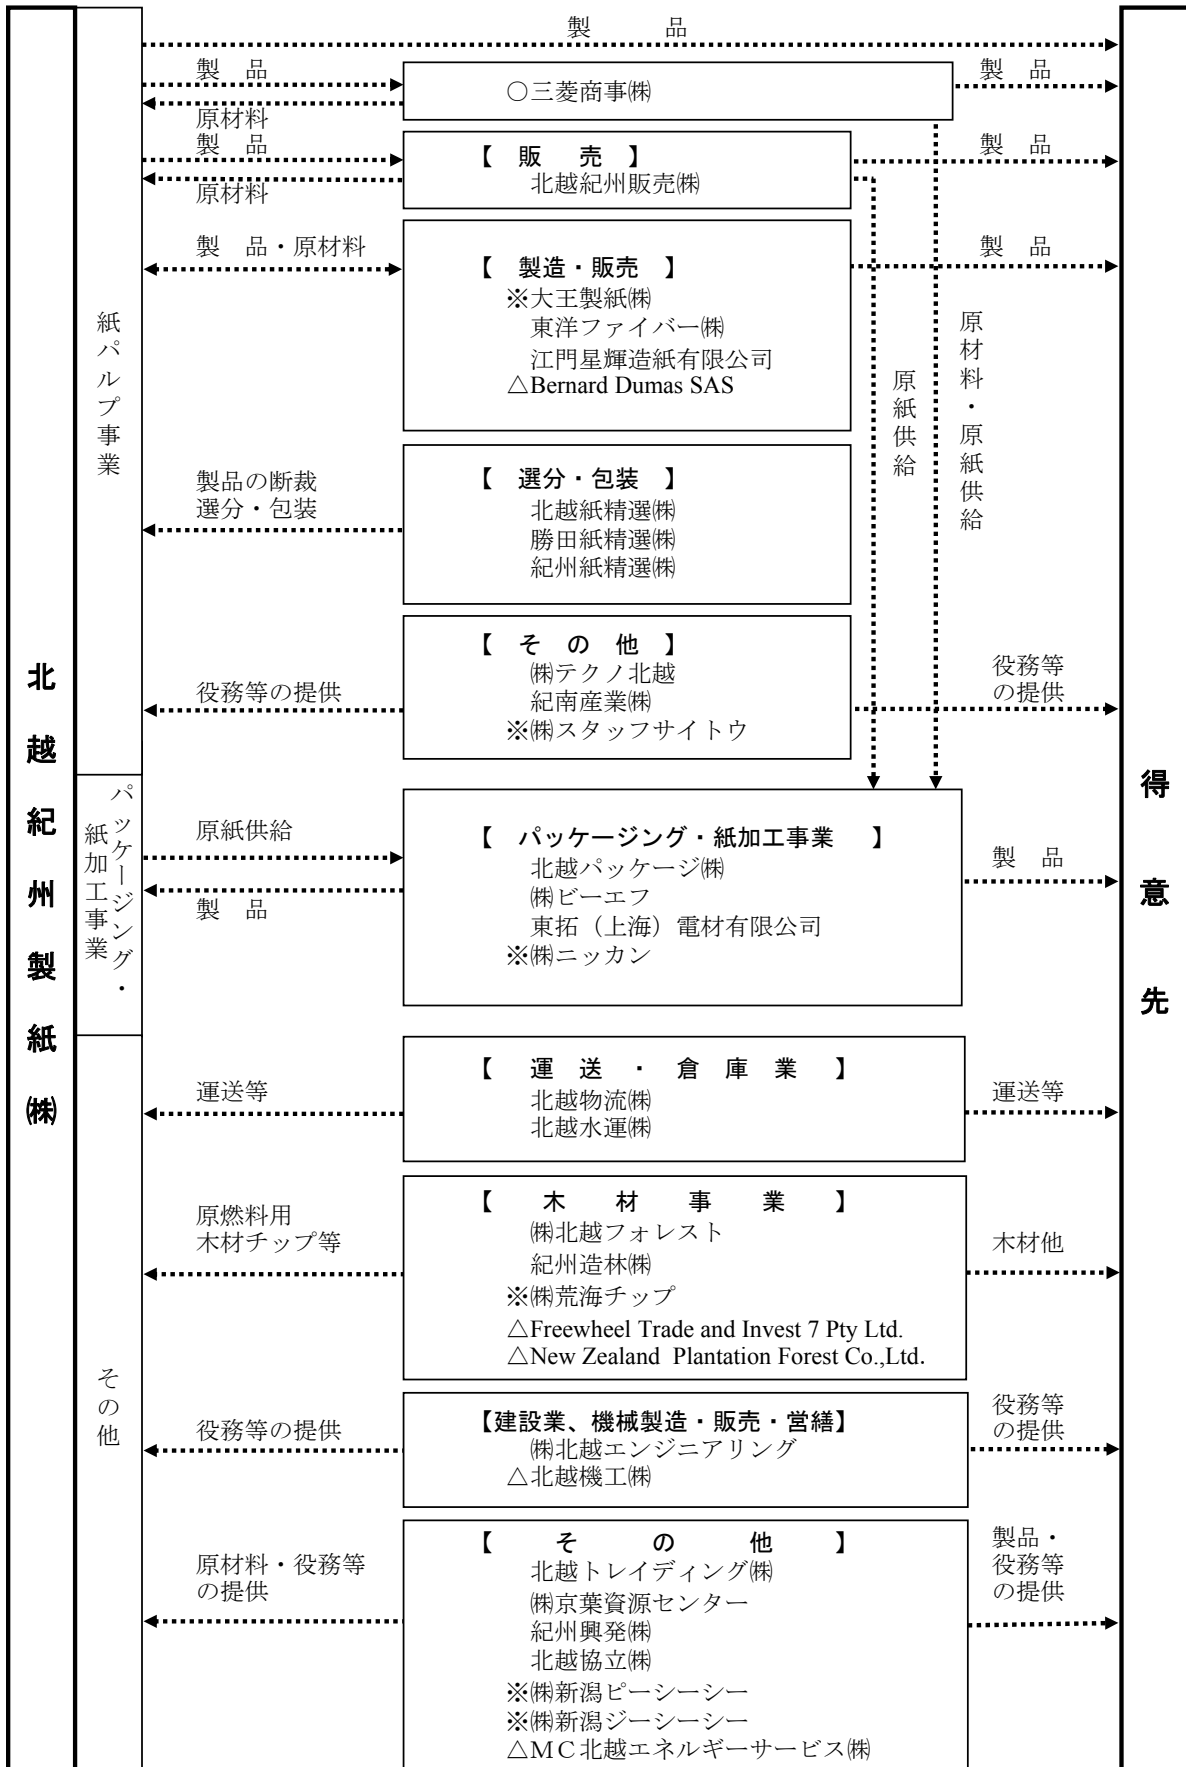 北越紀州製紙㈱
紙パルプ事業
製　　　品
製　品
○三菱商事㈱
製　品
原材料
製　品
【　販　　売　】
北越紀州販売㈱
製　品
原材料
製　品・原材料
【　製造・販売　】
※大王製紙㈱
東洋ファイバー㈱
江門星輝造紙有限公司
△Bernard Dumas SAS
製　品
原紙供給
原材料・原紙供給
製品の断裁
選分・包装
【　選分・包装　】
北越紙精選㈱
勝田紙精選㈱
紀州紙精選㈱
役務等の提供
【　そ　の　他　】
㈱テクノ北越
紀南産業㈱
※㈱スタッフサイトウ
役務等
の提供
パッケージング・
紙加工事業
原紙供給
製　品
【　パッケージング・紙加工事業　】
北越パッケージ㈱
㈱ビーエフ
東拓（上海）電材有限公司
※㈱ニッカン
製　品
その他
運送等
【　運　送　・　倉　庫　業　】
北越物流㈱
北越水運㈱
運送等
原燃料用
木材チップ等
【　　木　　材　　事　　業　】
㈱北越フォレスト
紀州造林㈱
※㈱荒海チップ
△Freewheel Trade and Invest 7 Pty Ltd.
△New Zealand Plantation Forest Co.,Ltd.
木材他
役務等の提供
【建設業、機械製造・販売・営繕】
㈱北越エンジニアリング
△北越機工㈱
役務等
の提供
原材料・役務等
の提供
【　　そ　　　の　　　他　】
北越トレイディング㈱
㈱京葉資源センター
紀州興発㈱
北越協立㈱
※㈱新潟ピーシーシー
※㈱新潟ジーシーシー
△ＭＣ北越エネルギーサービス㈱
製品・
役務等
の提供
得意先